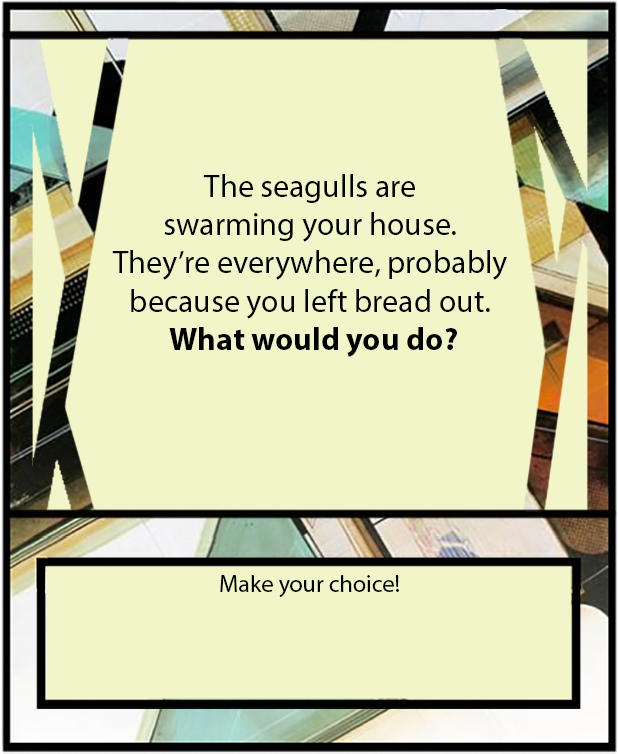 The seagulls are
swarming your house.
They’re everywhere, probably
because you left bread out.
What would you do?
Make your choice!